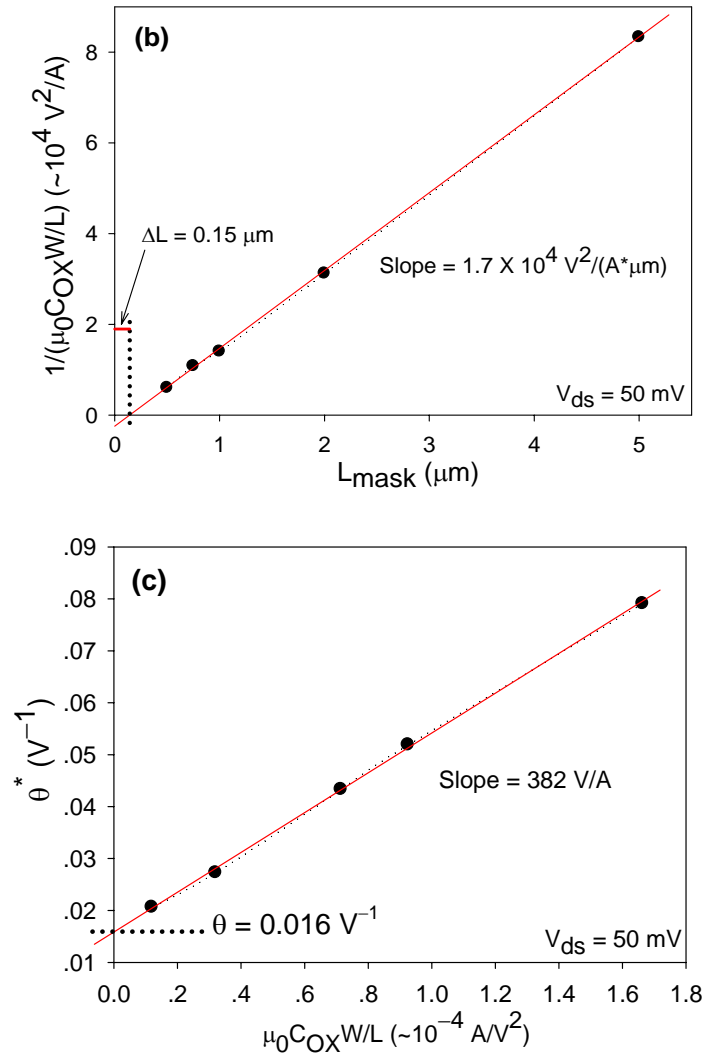 (b)
1/(μ0COXW/L) (~10^4 V^2/A)
8
6
4
2
0
ΔL = 0.15 μm
Slope = 1.7 X 10^4 V^2/(A*μm)
Vds = 50 mV
0 1 2 3 4 5
Lmask (μm)
(c)
θ* (V^−1)
.09
.08
.07
.06
.05
.04
.03
.02
.01
Slope = 382 V/A
θ = 0.016 V^−1
Vds = 50 mV
0.0 .2 .4 .6 .8 1.0 1.2 1.4 1.6 1.8
μ0COXW/L (~10^−4 A/V^2)